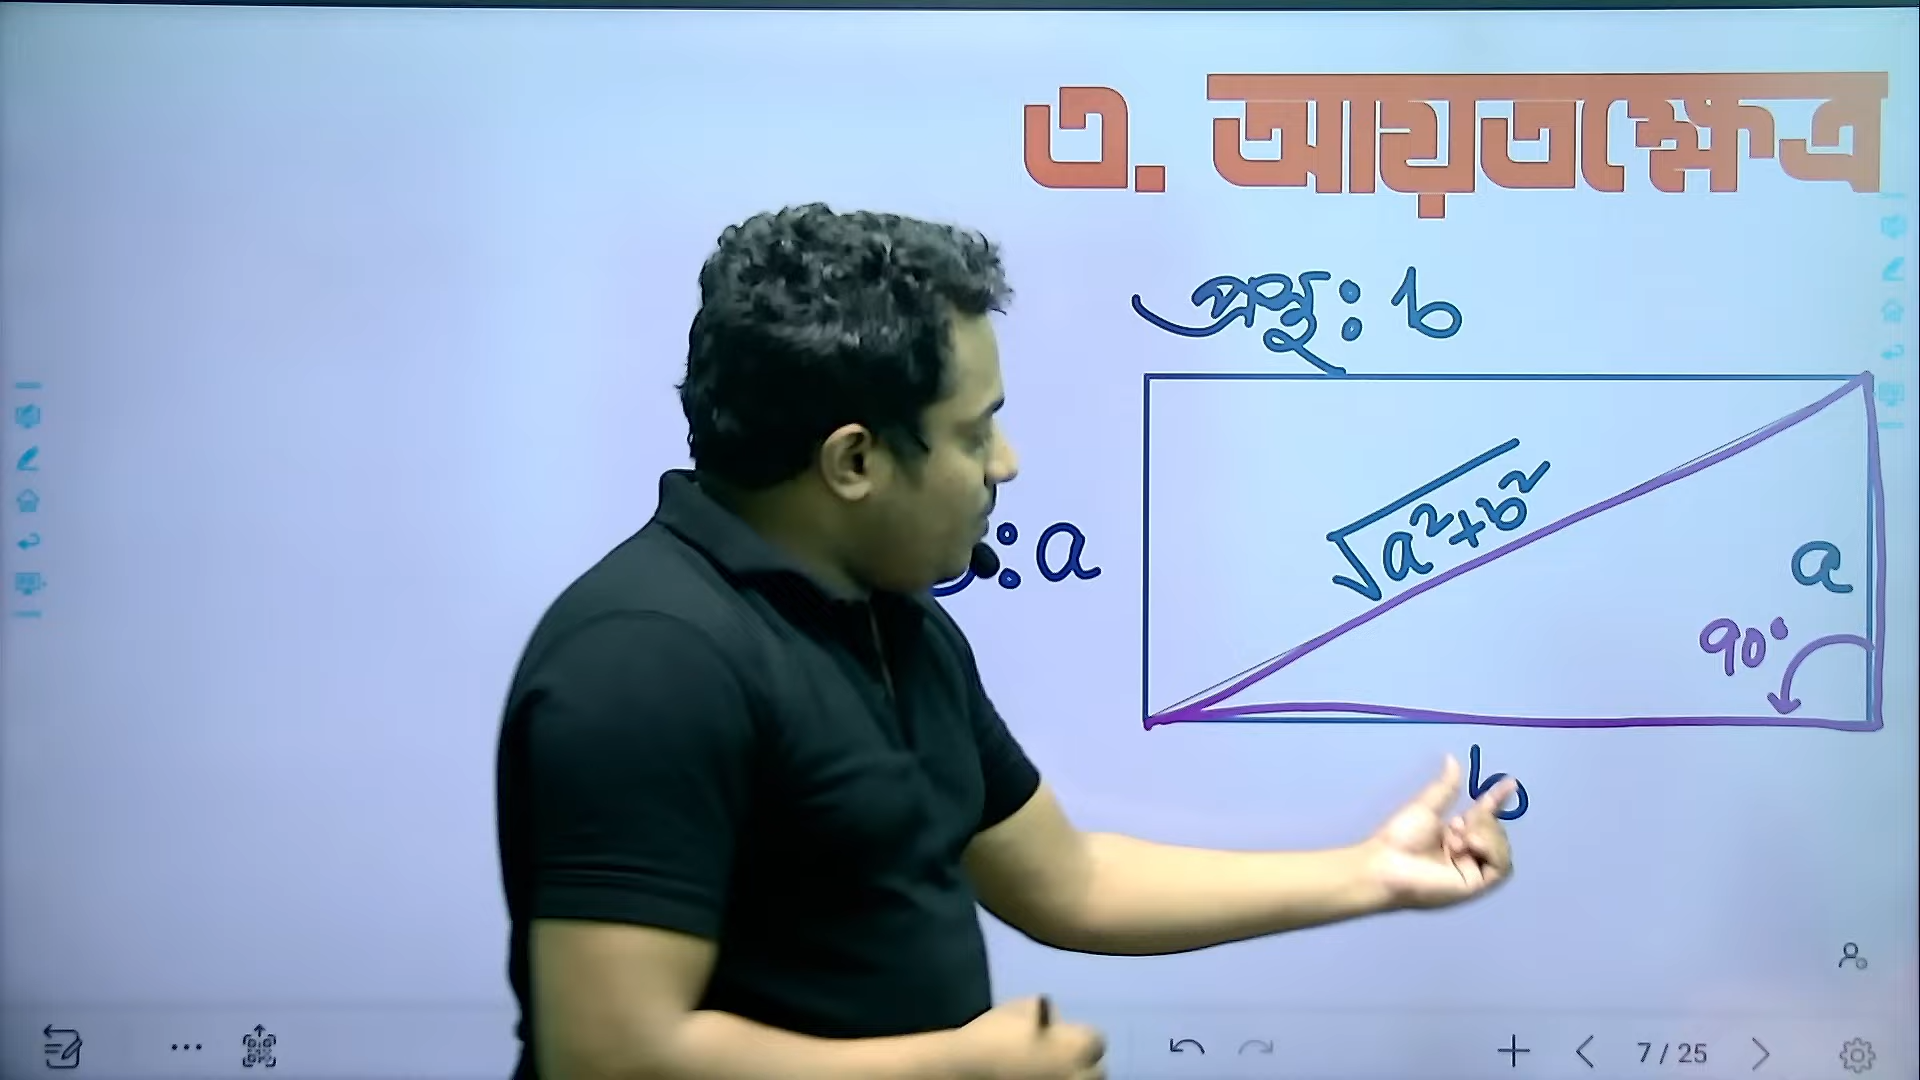 ৩. আয়তক্ষেত্র
প্রস্থ: b
: a
√a²+b²
a
90°
b
7/25